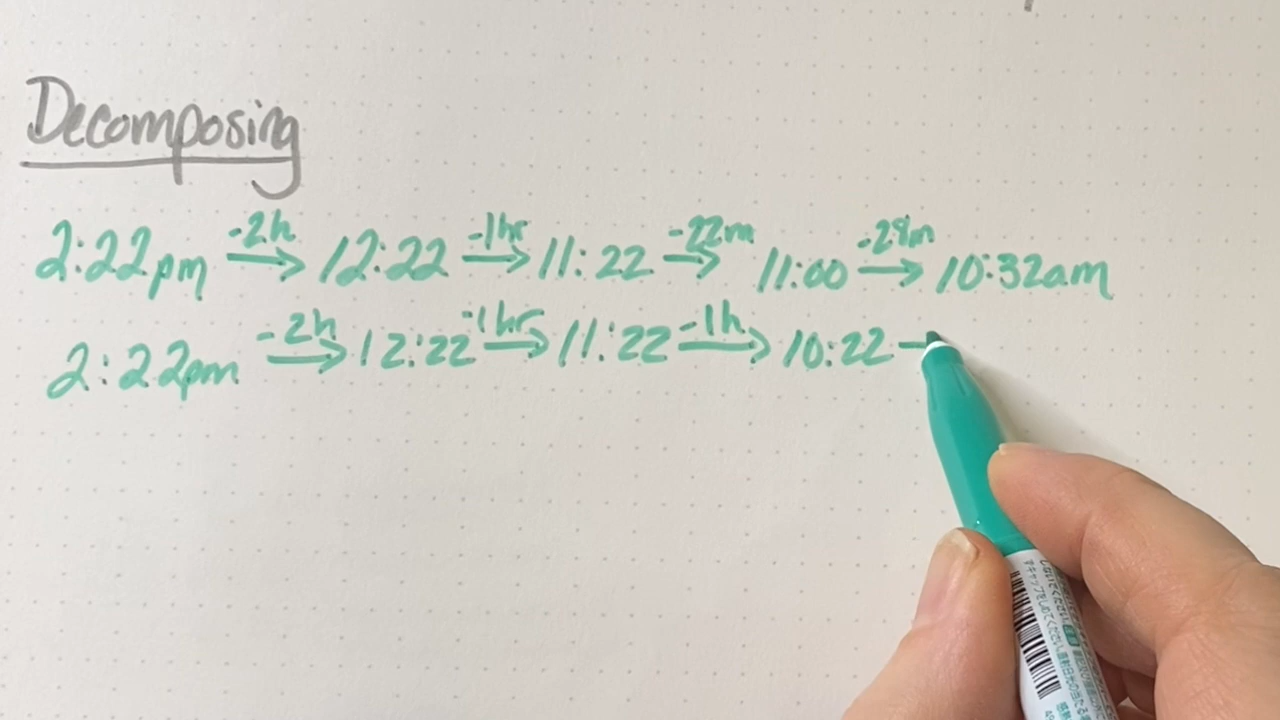 Decomposing
2:22pm -2h → 12:22 -1hr → 11:22 -22m → 11:00 -28m → 10:32am
2:22pm -2h → 12:22 -1hr → 11:22 -1h → 10:22 –